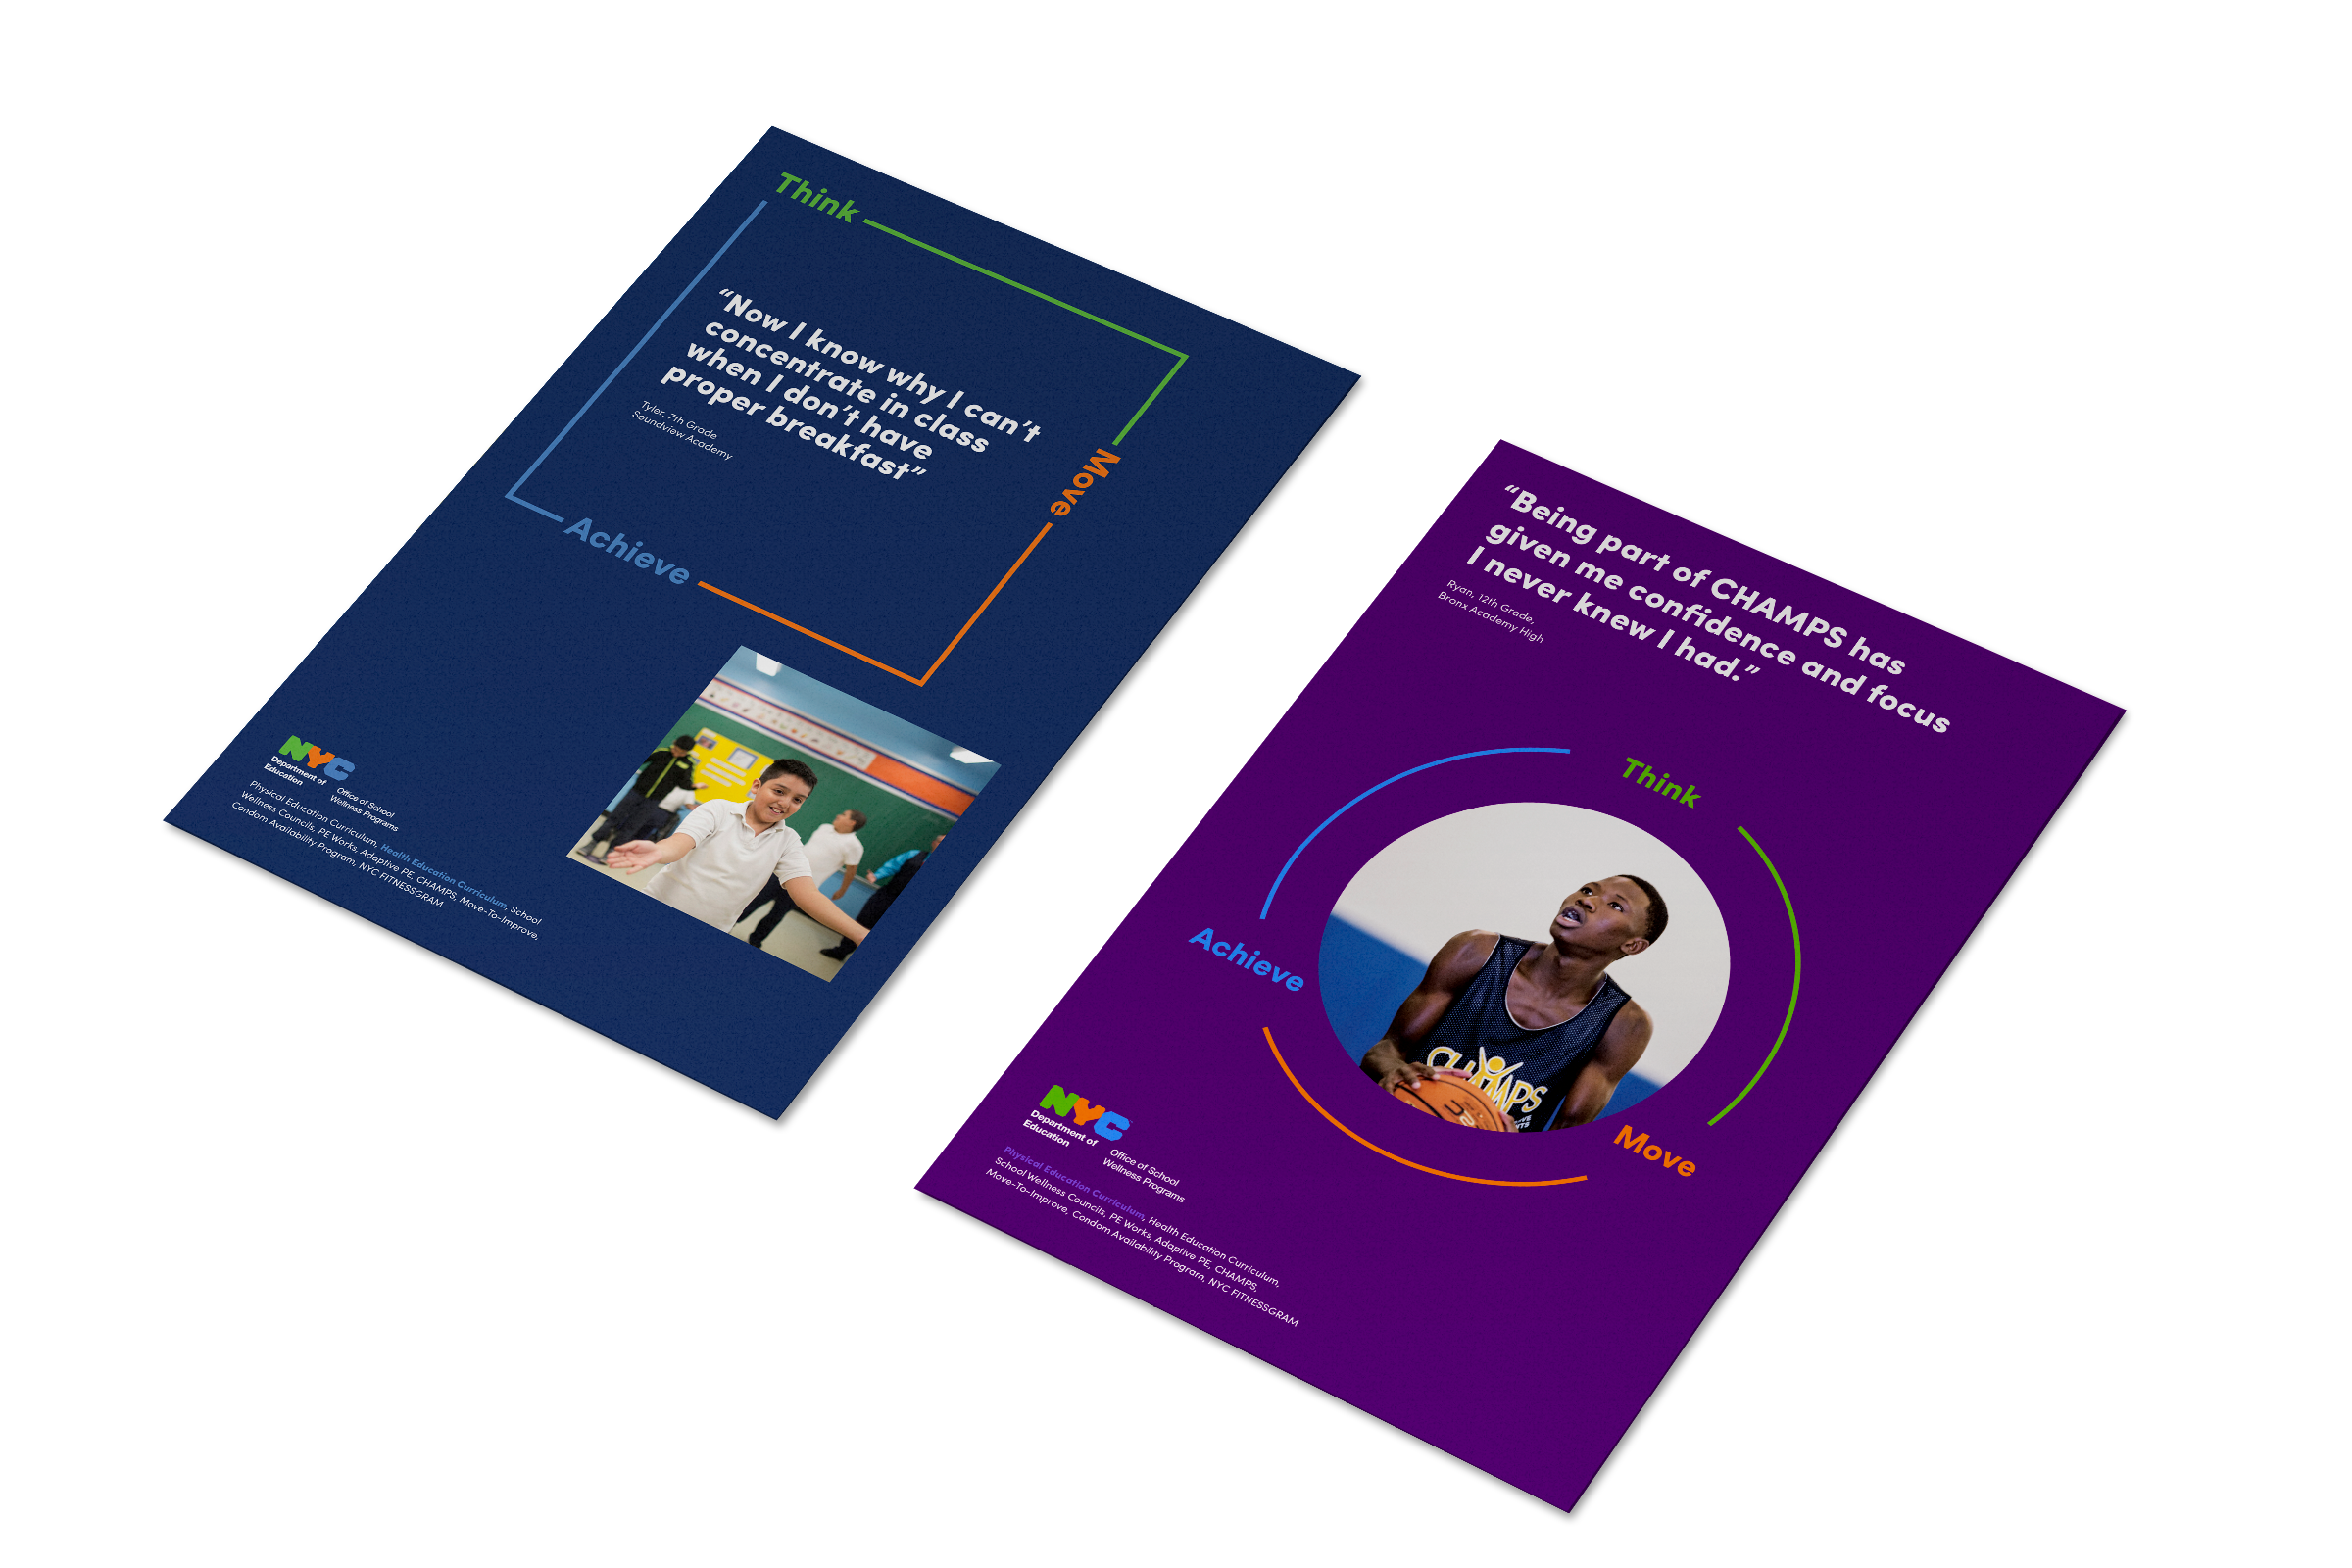 Think
“Now I know why I can’t
concentrate in class
when I don’t have
proper breakfast”
Tyler, 7th Grade
Soundview Academy
Move
Achieve
NYC
Department of
Education
Office of School
Wellness Programs
Physical Education Curriculum, Health Education Curriculum, School
Wellness Councils, PE Works, Adaptive PE, CHAMPS, Move-To-Improve,
Condom Availability Program, NYC FITNESSGRAM
“Being part of CHAMPS has
given me confidence and focus
I never knew I had.”
Ryan, 12th Grade,
Bronx Academy High
Think
Achieve
CHAMPS
Move
NYC
Department of
Education
Office of School
Wellness Programs
Physical Education Curriculum, Health Education Curriculum,
School Wellness Councils, PE Works, Adaptive PE, CHAMPS,
Move-To-Improve, Condom Availability Program, NYC FITNESSGRAM